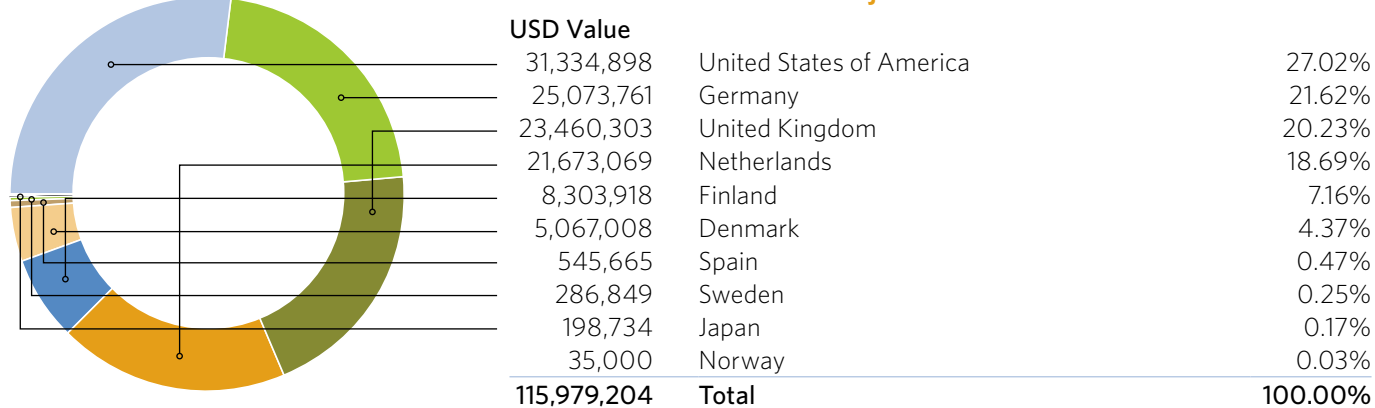 USD Value
31,334,898 United States of America 27.02%
25,073,761 Germany 21.62%
23,460,303 United Kingdom 20.23%
21,673,069 Netherlands 18.69%
8,303,918 Finland 7.16%
5,067,008 Denmark 4.37%
545,665 Spain 0.47%
286,849 Sweden 0.25%
198,734 Japan 0.17%
35,000 Norway 0.03%
115,979,204 Total 100.00%